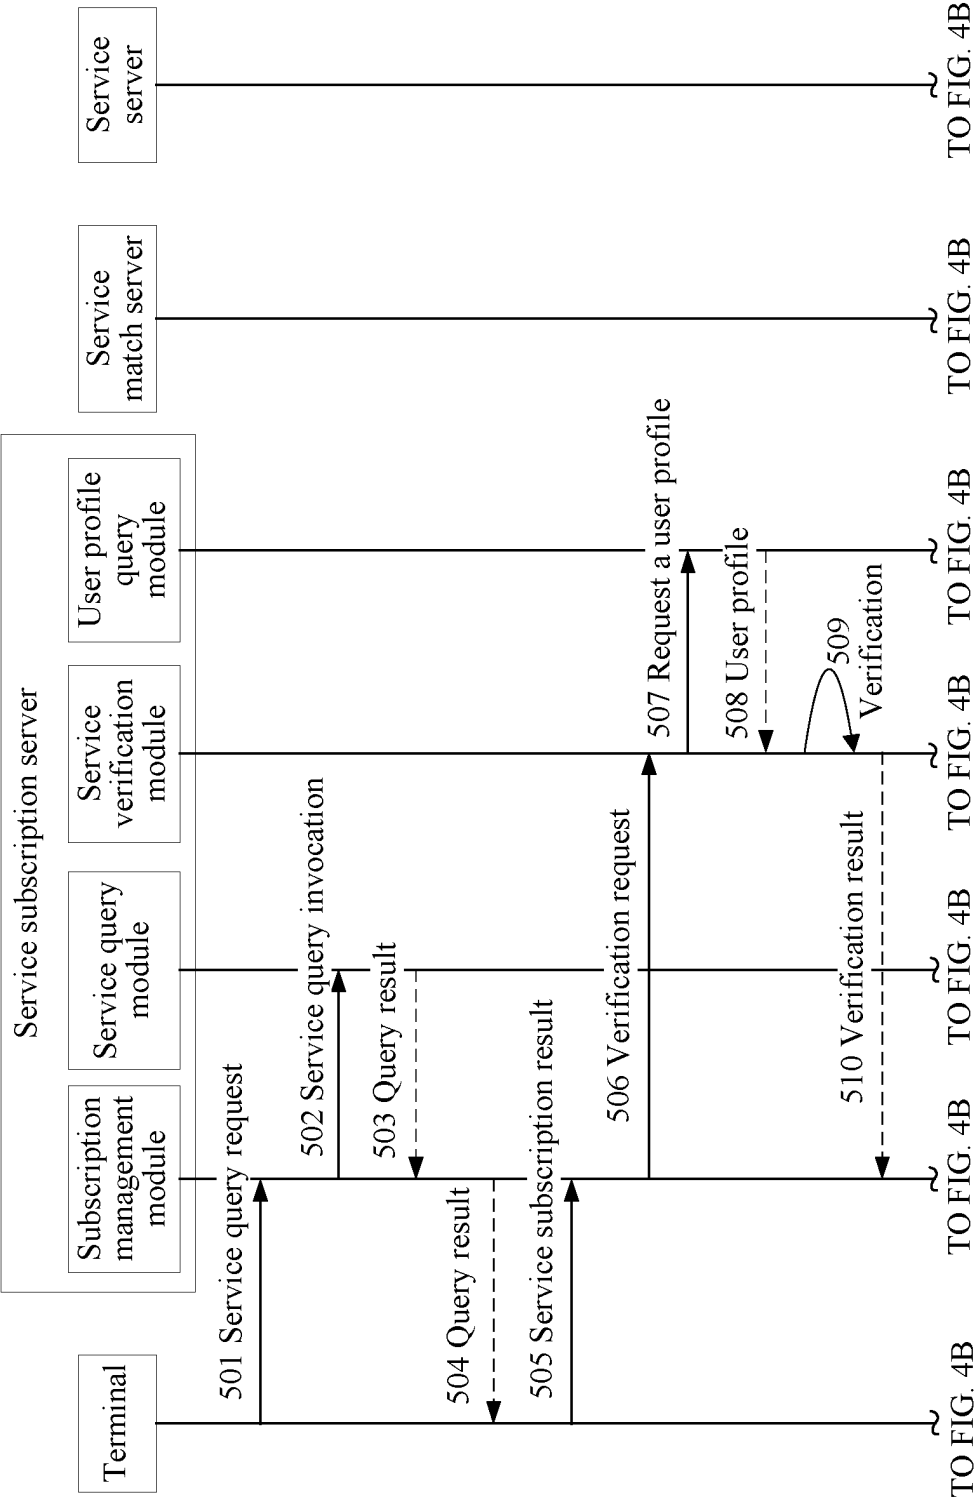 Service subscription server
Terminal
Subscription
management
module
Service query
module
Service
verification
module
User profile
query
module
Service
match server
Service
server
501 Service query request
502 Service query invocation
503 Query result
504 Query result
505 Service subscription result
506 Verification request
507 Request a user profile
508 User profile
509
Verification
510 Verification result
TO FIG. 4B
TO FIG. 4B
TO FIG. 4B
TO FIG. 4B
TO FIG. 4B
TO FIG. 4B
TO FIG. 4B